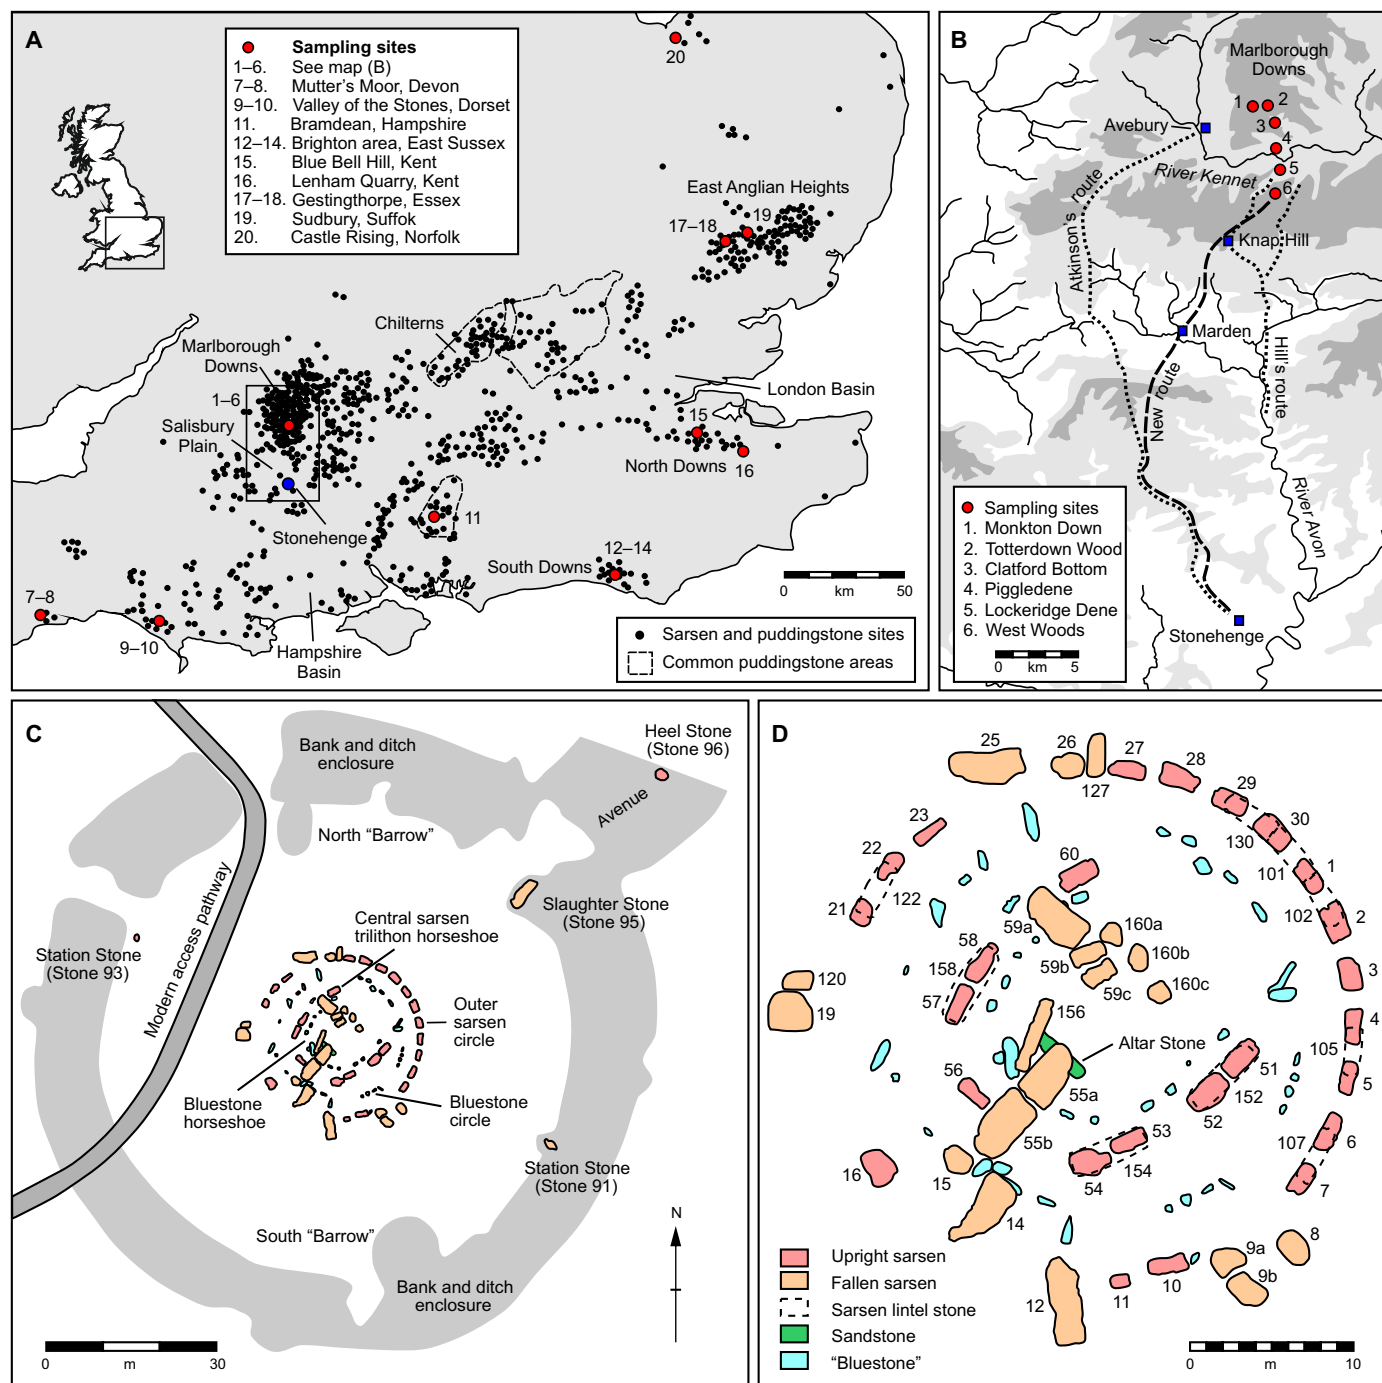 A
Sampling sites
1–6. See map (B)
7–8. Mutter's Moor, Devon
9–10. Valley of the Stones, Dorset
11. Bramdean, Hampshire
12–14. Brighton area, East Sussex
15. Blue Bell Hill, Kent
16. Lenham Quarry, Kent
17–18. Gestingthorpe, Essex
19. Sudbury, Suffok
20. Castle Rising, Norfolk
20
East Anglian Heights
17–18
19
Chilterns
Marlborough
Downs
1–6
Salisbury
Plain
London Basin
15
North Downs
16
11
Stonehenge
12–14
South Downs
7–8
9–10
Hampshire
Basin
0 km 50
Sarsen and puddingstone sites
Common puddingstone areas
B
Marlborough
Downs
1
2
3
4
5
6
Avebury
River Kennet
Atkinson's route
Knap Hill
Marden
New route
Hill's route
River Avon
Stonehenge
Sampling sites
1. Monkton Down
2. Totterdown Wood
3. Clatford Bottom
4. Piggledene
5. Lockeridge Dene
6. West Woods
0 km 5
C
Bank and ditch
enclosure
Heel Stone
(Stone 96)
Avenue
North “Barrow”
Modern access pathway
Slaughter Stone
(Stone 95)
Central sarsen
trilithon horseshoe
Station Stone
(Stone 93)
Outer
sarsen
circle
Bluestone
horseshoe
Bluestone
circle
Station Stone
(Stone 91)
South “Barrow”
Bank and ditch
enclosure
N
0 m 30
D
25
26
127
27
28
29
30
130
101
1
102
2
23
22
122
21
60
59a
160a
160b
59b
59c
160c
58
158
57
3
120
19
156
Altar Stone
4
105
5
51
152
52
56
55a
55b
53
154
54
107
6
7
16
15
14
8
9a
9b
10
11
12
Upright sarsen
Fallen sarsen
Sarsen lintel stone
Sandstone
“Bluestone”
0 m 10